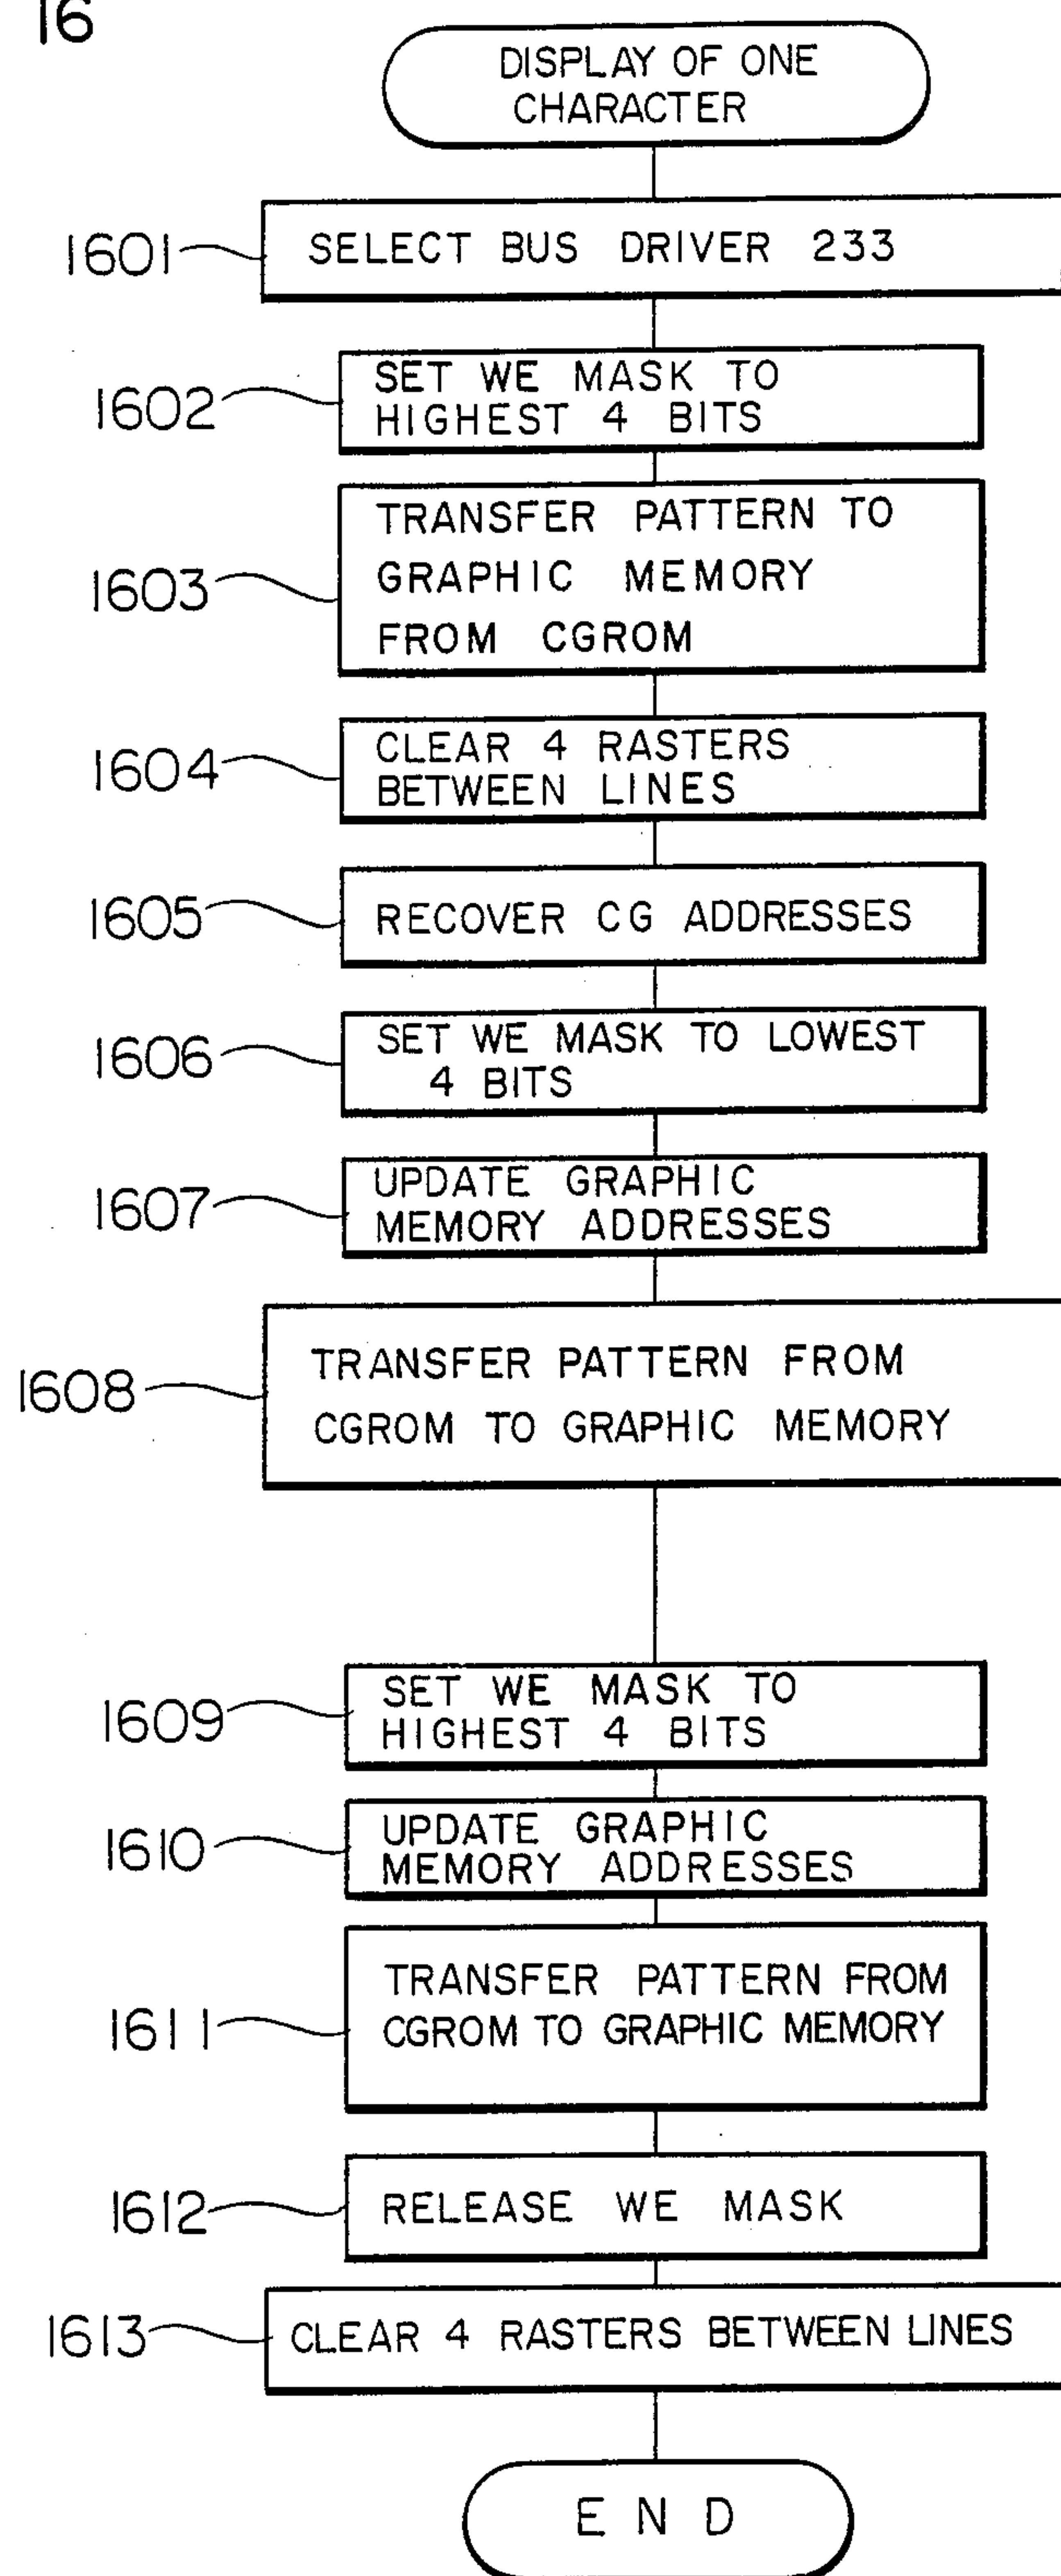 16
DISPLAY OF ONE
CHARACTER
1601
SELECT BUS DRIVER 233
1602
SET WE MASK TO
HIGHEST 4 BITS
1603
TRANSFER PATTERN TO
GRAPHIC MEMORY
FROM CGROM
1604
CLEAR 4 RASTERS
BETWEEN LINES
1605
RECOVER CG ADDRESSES
1606
SET WE MASK TO LOWEST
4 BITS
1607
UPDATE GRAPHIC
MEMORY ADDRESSES
1608
TRANSFER PATTERN FROM
CGROM TO GRAPHIC MEMORY
1609
SET WE MASK TO
HIGHEST 4 BITS
1610
UPDATE GRAPHIC
MEMORY ADDRESSES
1611
TRANSFER PATTERN FROM
CGROM TO GRAPHIC MEMORY
1612
RELEASE WE MASK
1613
CLEAR 4 RASTERS BETWEEN LINES
END